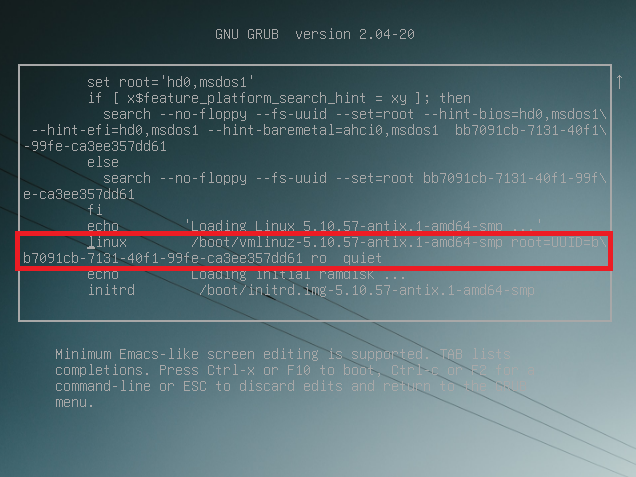 GNU GRUB  version 2.04-20
set root='hd0,msdos1'
if [ x$feature_platform_search_hint = xy ]; then
search --no-floppy --fs-uuid --set=root --hint-bios=hd0,msdos1\
--hint-efi=hd0,msdos1 --hint-baremetal=ahci0,msdos1  bb7091cb-7131-40f1\
-99fe-ca3ee357dd61
else
search --no-floppy --fs-uuid --set=root bb7091cb-7131-40f1-99f\
e-ca3ee357dd61
fi
echo 'Loading Linux 5.10.57-antix.1-amd64-smp ...'
linux /boot/vmlinuz-5.10.57-antix.1-amd64-smp root=UUID=b\
b7091cb-7131-40f1-99fe-ca3ee357dd61 ro  quiet
echo 'Loading initial ramdisk ...'
initrd /boot/initrd.img-5.10.57-antix.1-amd64-smp
Minimum Emacs-like screen editing is supported. TAB lists
completions. Press Ctrl-x or F10 to boot, Ctrl-c or F2 for a
command-line or ESC to discard edits and return to the GRUB
menu.